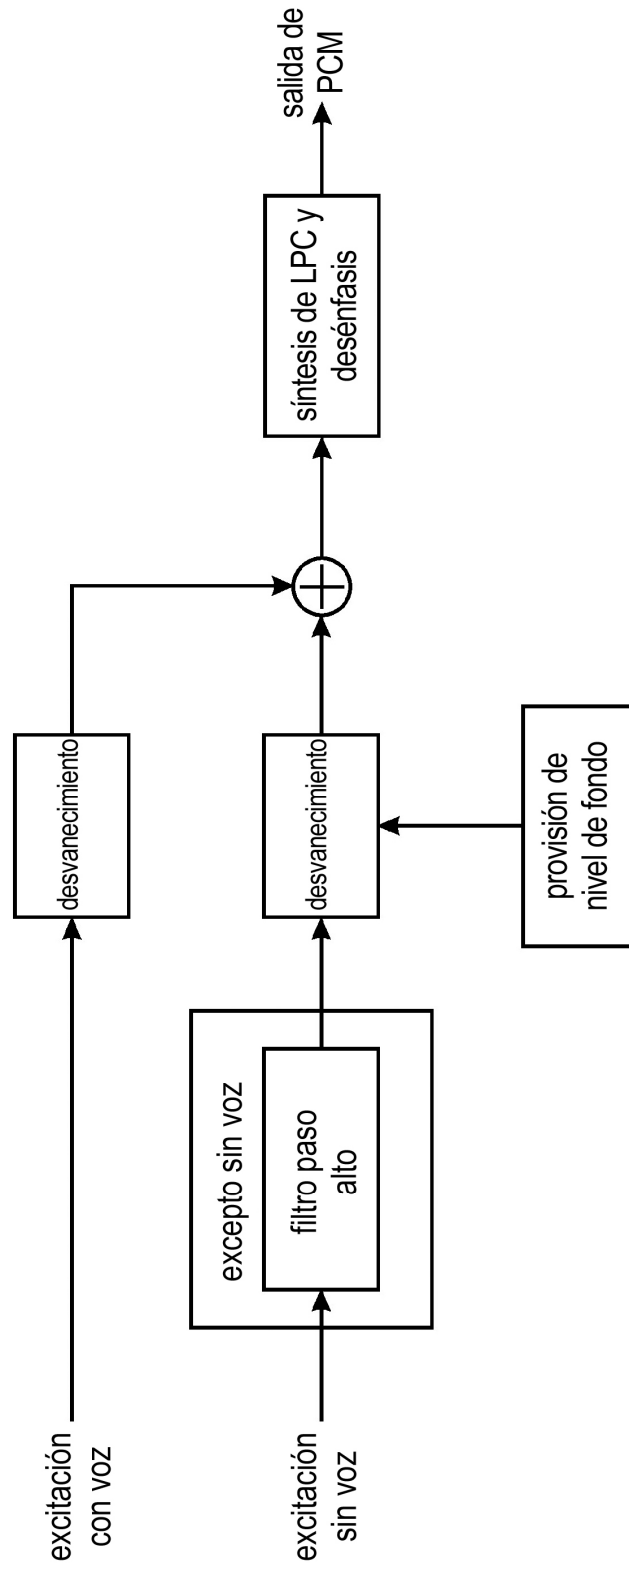 excitación
con voz
desvanecimiento
excitación
sin voz
excepto sin voz
filtro paso
alto
desvanecimiento
provisión de
nivel de fondo
síntesis de LPC y
desénfasis
salida de
PCM